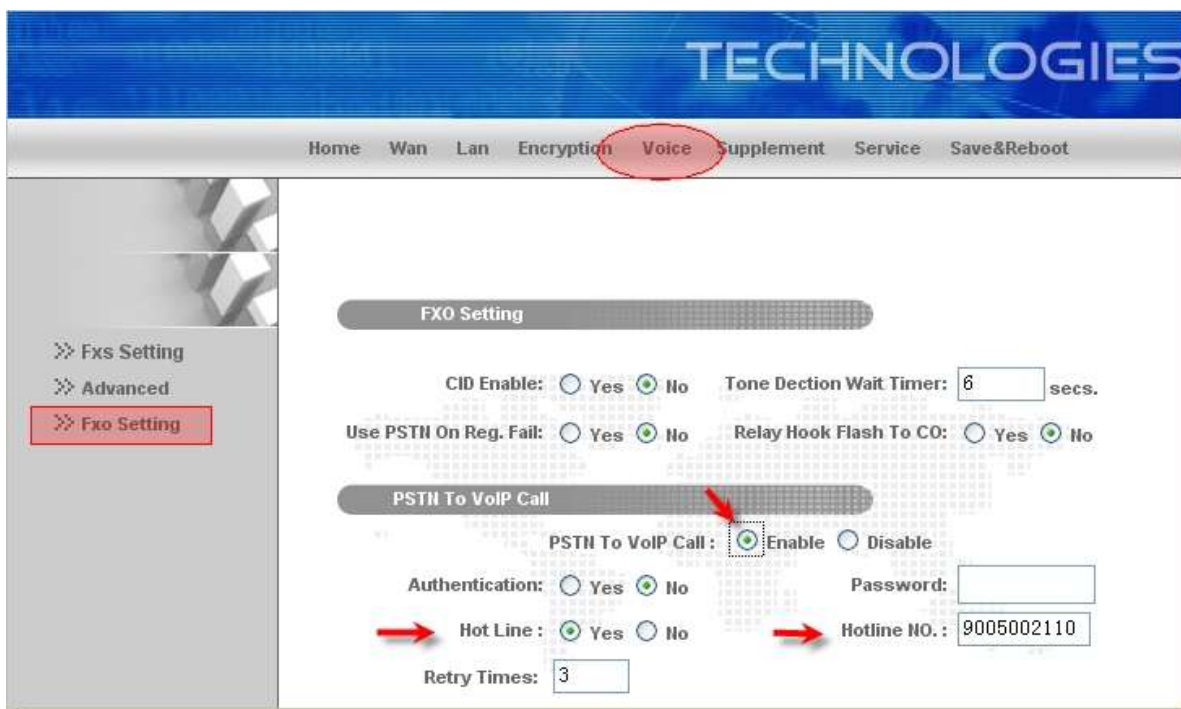 TECHNOLOGIES
Home Wan Lan Encryption Voice Supplement Service Save&Reboot
>> Fxs Setting
>> Advanced
>> Fxo Setting
FXO Setting
CID Enable: Yes No Tone Dection Wait Timer: 6 secs.
Use PSTN On Reg. Fail: Yes No Relay Hook Flash To CO: Yes No
PSTN To VoIP Call
PSTN To VoIP Call : Enable Disable
Authentication: Yes No Password:
Hot Line : Yes No Hotline NO. : 9005002110
Retry Times: 3